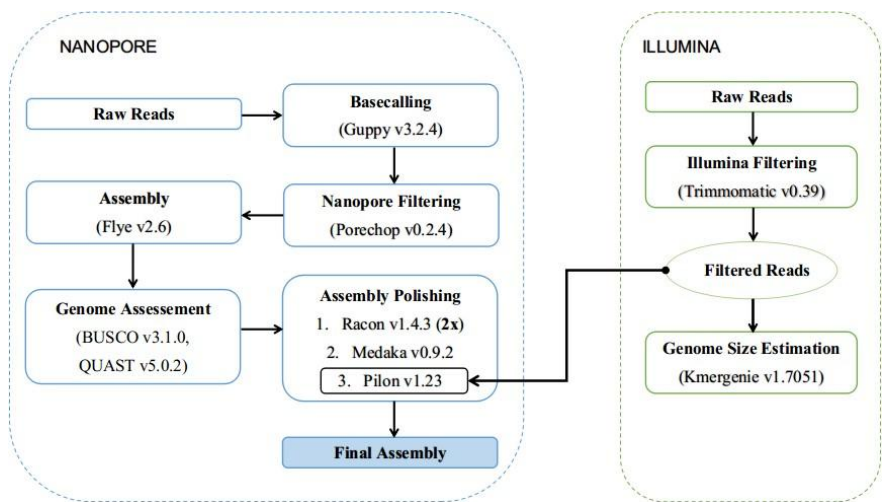 NANOPORE
Raw Reads
Basecalling
(Guppy v3.2.4)
Assembly
(Flye v2.6)
Nanopore Filtering
(Porechop v0.2.4)
Genome Assessement
(BUSCO v3.1.0,
QUAST v5.0.2)
Assembly Polishing
1. Racon v1.4.3 (2x)
2. Medaka v0.9.2
3. Pilon v1.23
Final Assembly
ILLUMINA
Raw Reads
Illumina Filtering
(Trimmomatic v0.39)
Filtered Reads
Genome Size Estimation
(Kmergenie v1.7051)